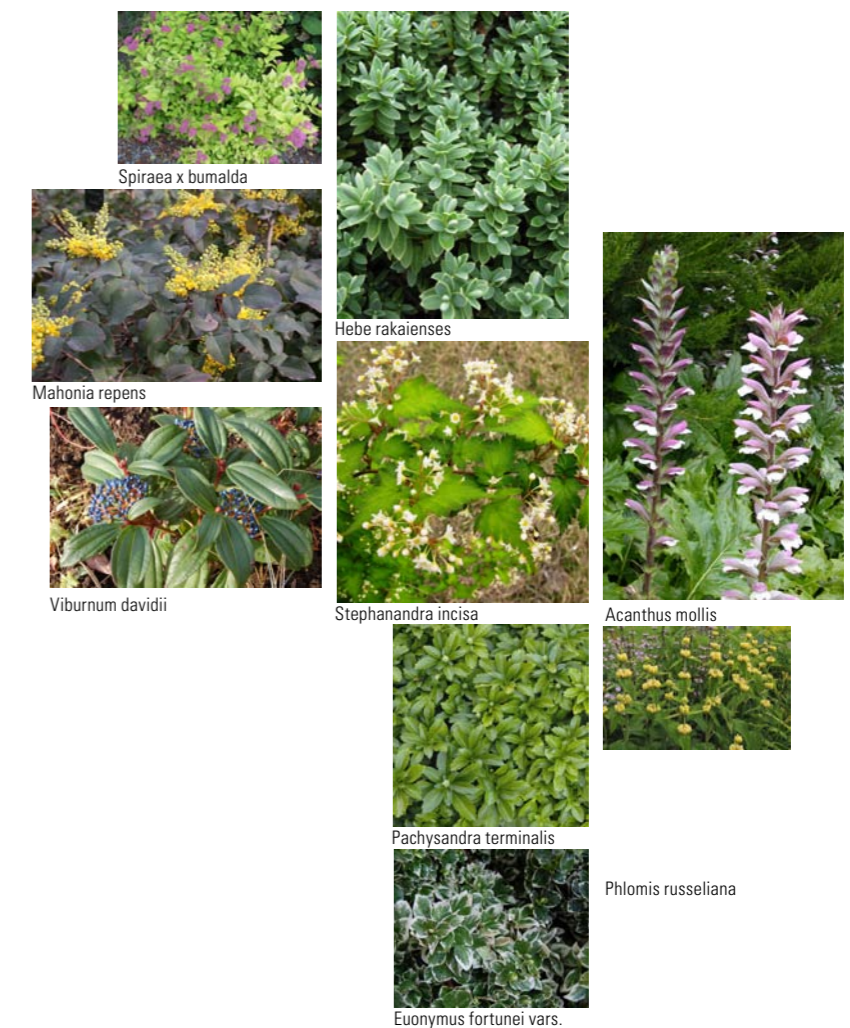 Spiraea x bumalda
Hebe rakaienses
Mahonia repens
Viburnum davidii
Stephanandra incisa
Acanthus mollis
Pachysandra terminalis
Phlomis russeliana
Euonymus fortunei vars.